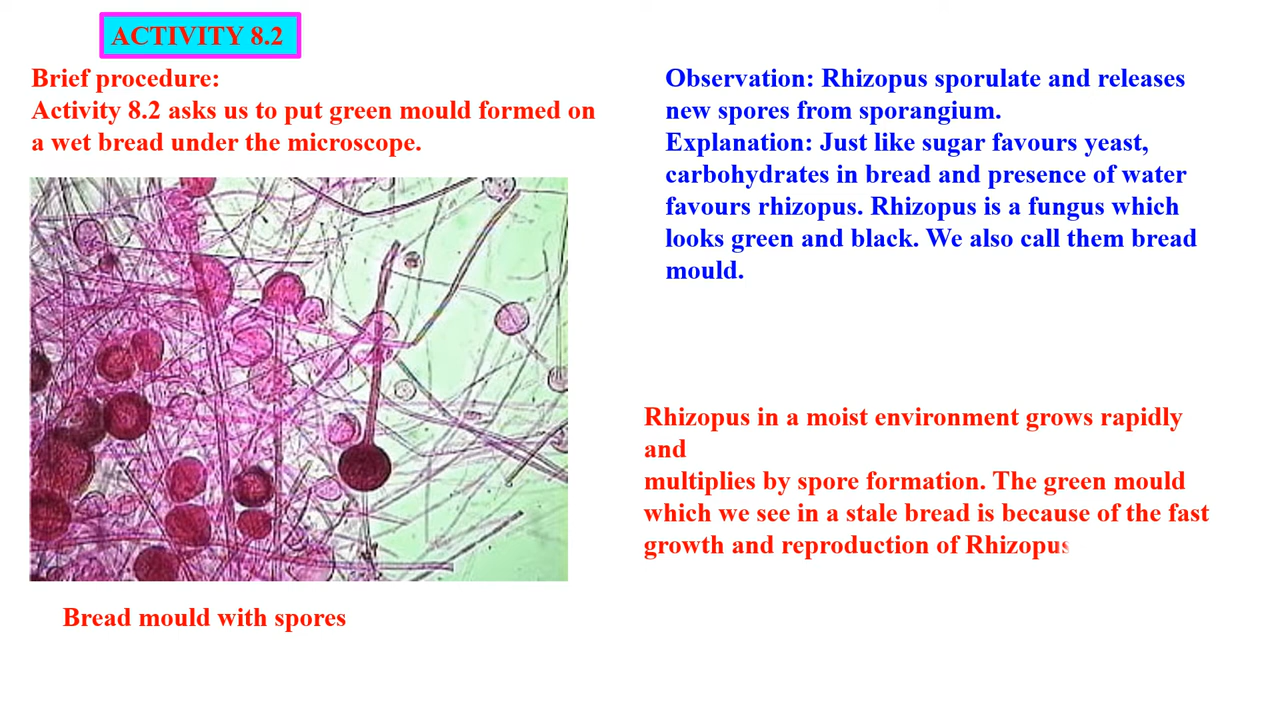 ACTIVITY 8.2
Brief procedure:
Activity 8.2 asks us to put green mould formed on
a wet bread under the microscope.
Bread mould with spores
Observation: Rhizopus sporulate and releases
new spores from sporangium.
Explanation: Just like sugar favours yeast,
carbohydrates in bread and presence of water
favours rhizopus. Rhizopus is a fungus which
looks green and black. We also call them bread
mould.
Rhizopus in a moist environment grows rapidly
and
multiplies by spore formation. The green mould
which we see in a stale bread is because of the fast
growth and reproduction of Rhizopus